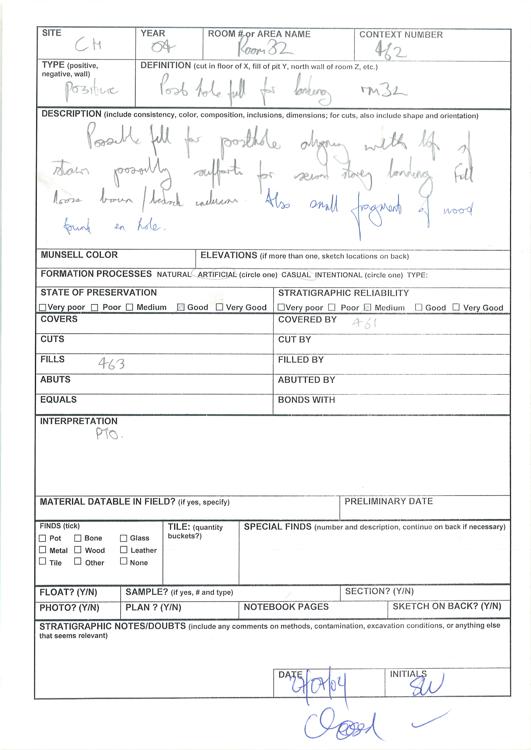 SITE YEAR ROOM # or AREA NAME CONTEXT NUMBER
CH 04 Room 32 462
TYPE (positive, negative, wall) DEFINITION (cut in floor of X, fill of pit Y, north wall of room Z, etc.)
Positive Post hole fill for landing rm 32
DESCRIPTION (include consistency, color, composition, inclusions, dimensions; for cuts, also include shape and orientation)
Possible fill for posthole with top of
stairs possibly supports for second storey landing Fill
loose brown / inclusions. Also small fragment of wood
found in hole.
MUNSELL COLOR ELEVATIONS (if more than one, sketch locations on back)
FORMATION PROCESSES NATURAL ARTIFICIAL (circle one) CASUAL INTENTIONAL (circle one) TYPE:
STATE OF PRESERVATION STRATIGRAPHIC RELIABILITY
Very poor Poor Medium Good Very Good Very poor Poor Medium Good Very Good
COVERS COVERED BY 461
CUTS CUT BY
FILLS 463 FILLED BY
ABUTS ABUTTED BY
EQUALS BONDS WITH
INTERPRETATION
PTO.
MATERIAL DATABLE IN FIELD? (if yes, specify) PRELIMINARY DATE
FINDS (tick) TILE: (quantity buckets?) SPECIAL FINDS (number and description, continue on back if necessary)
Pot Bone Glass
Metal Wood Leather
Tile Other None
FLOAT? (Y/N) SAMPLE? (if yes, # and type) SECTION? (Y/N)
PHOTO? (Y/N) PLAN ? (Y/N) NOTEBOOK PAGES SKETCH ON BACK? (Y/N)
STRATIGRAPHIC NOTES/DOUBTS (include any comments on methods, contamination, excavation conditions, or anything else
that seems relevant)
DATE INITIALS
SW
Closed